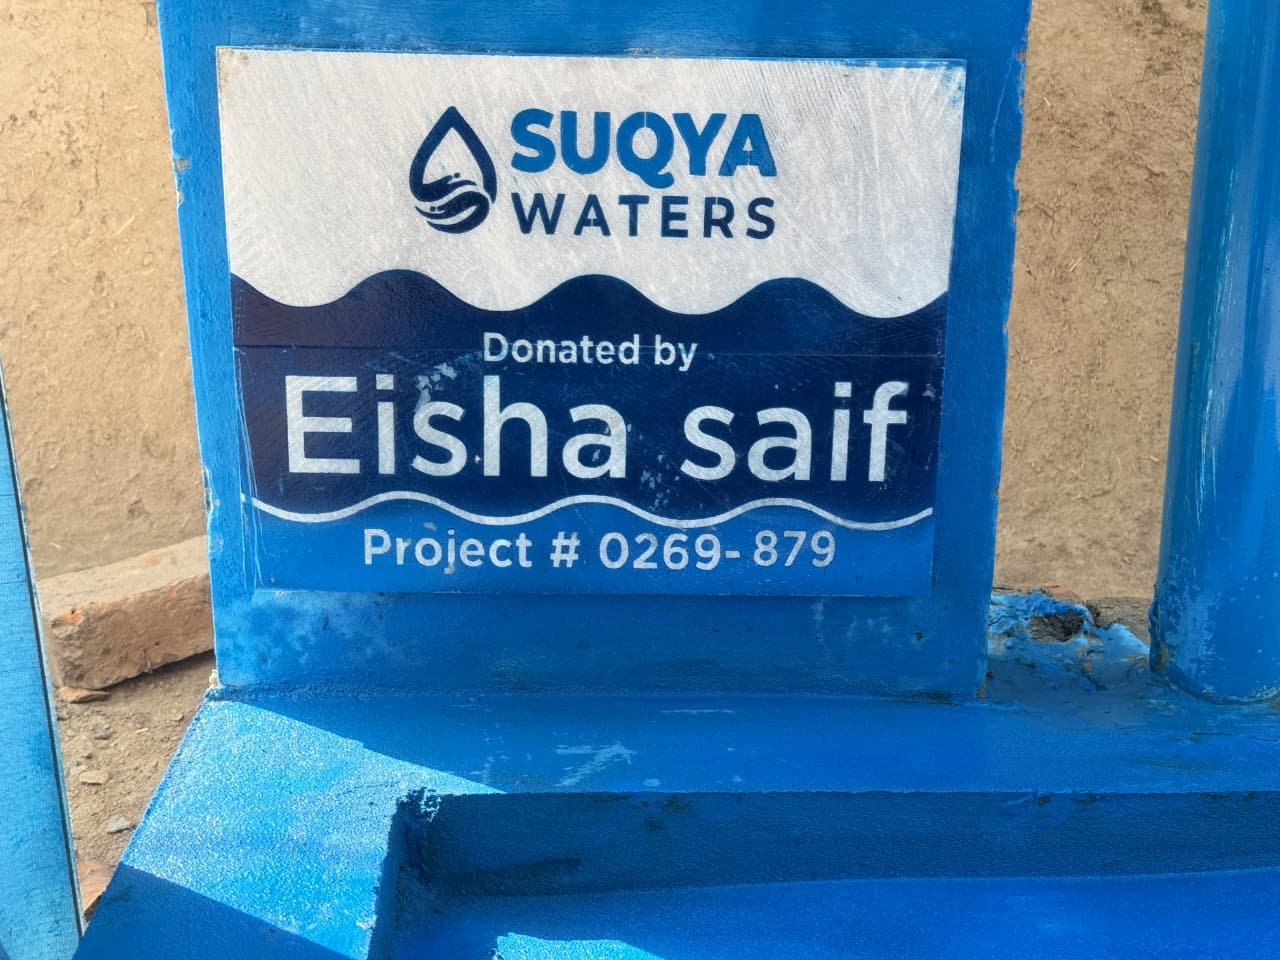 SUQYA
WATERS
Donated by
Eisha saif
Project # 0269-879